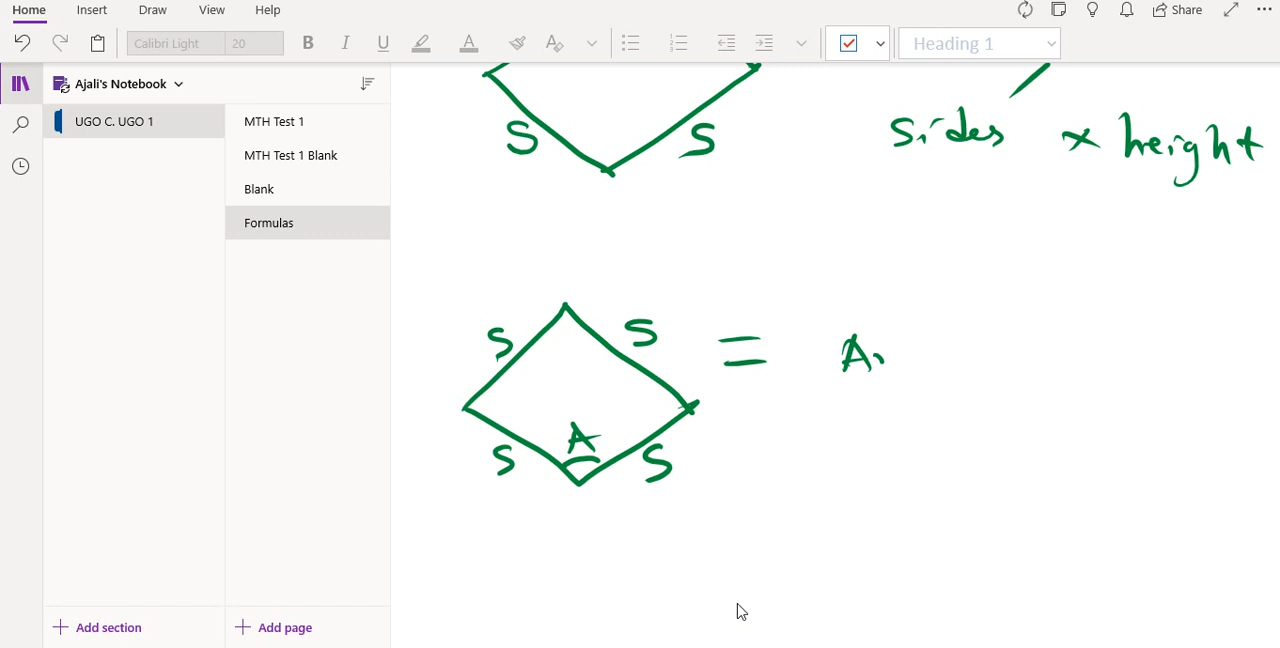 Home Insert Draw View Help Share
Calibri Light 20 B I U A A Heading 1
Ajali's Notebook
UGO C. UGO 1
MTH Test 1
MTH Test 1 Blank
Blank
Formulas
S S
sides × height
S S = A
A
S S
Add section
Add page